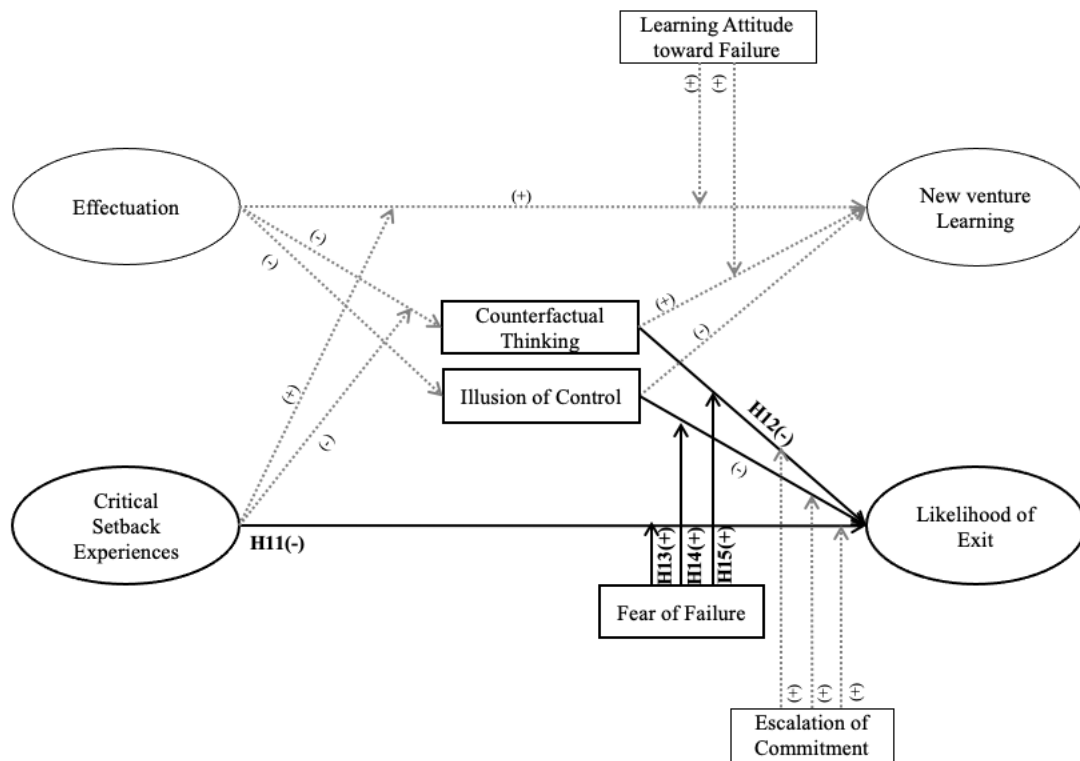 Learning Attitude
toward Failure
(+)
(+)
Effectuation
(+)
New venture
Learning
(-)
(-)
Counterfactual
Thinking
(+)
(-)
Illusion of Control
(+)
(-)
H12(-)
(-)
Critical
Setback
Experiences
H11(-)
Likelihood of
Exit
H13(+)
H14(+)
H15(+)
Fear of Failure
(+)
(+)
(+)
Escalation of
Commitment